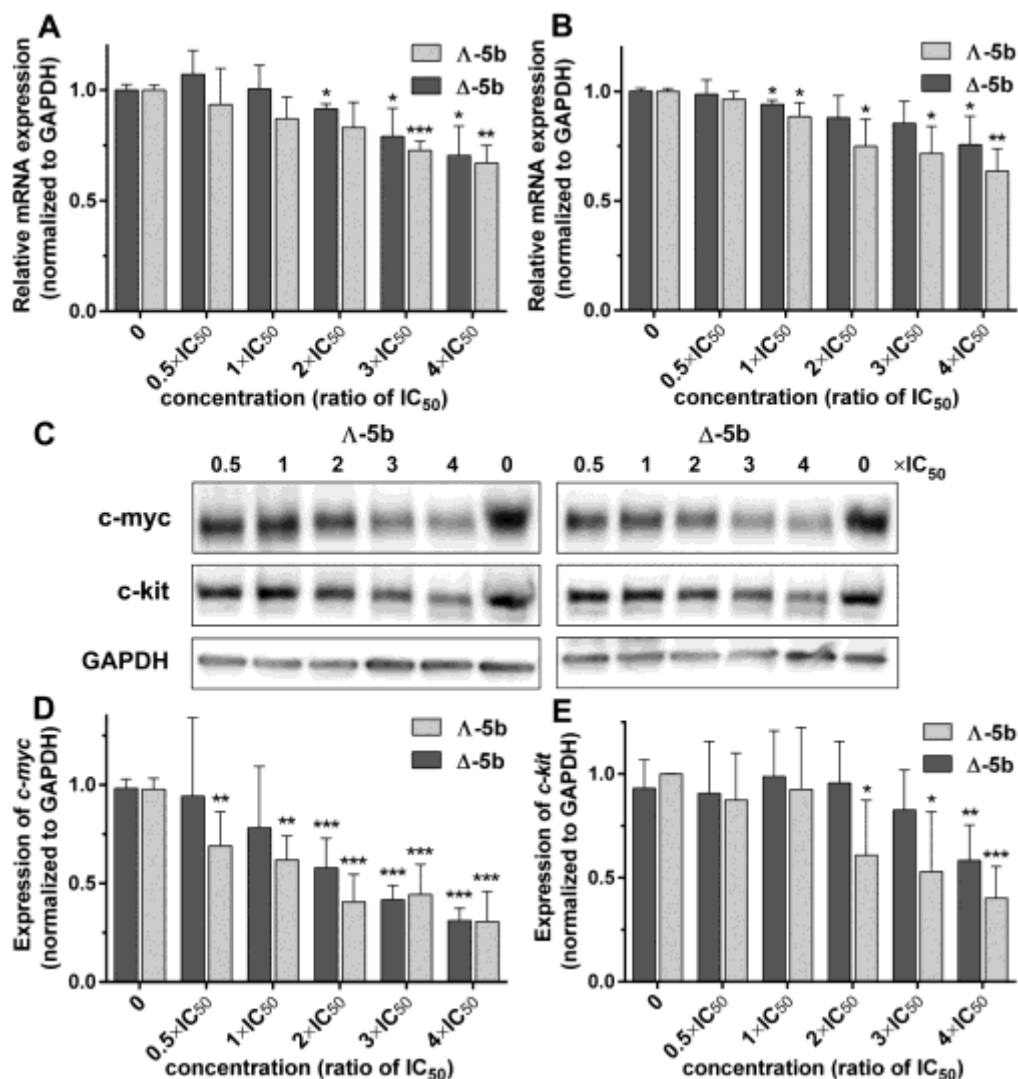 A
Relative mRNA expression
(normalized to GAPDH)
1.0
0.5
0.0
Λ-5b
Δ-5b
*
*
***
*
**
0
0.5×IC50
1×IC50
2×IC50
3×IC50
4×IC50
concentration (ratio of IC50)
B
Relative mRNA expression
(normalized to GAPDH)
1.0
0.5
0.0
Λ-5b
Δ-5b
*
*
*
*
*
**
0
0.5×IC50
1×IC50
2×IC50
3×IC50
4×IC50
concentration (ratio of IC50)
C
Λ-5b
Δ-5b
0.5 1 2 3 4 0 0.5 1 2 3 4 0 ×IC50
c-myc
c-kit
GAPDH
D
Expression of c-myc
(normalized to GAPDH)
1.0
0.5
0.0
Λ-5b
Δ-5b
**
**
***
***
***
***
***
***
0
0.5×IC50
1×IC50
2×IC50
3×IC50
4×IC50
concentration (ratio of IC50)
E
Expression of c-kit
(normalized to GAPDH)
1.0
0.5
0.0
Λ-5b
Δ-5b
*
*
**
***
0
0.5×IC50
1×IC50
2×IC50
3×IC50
4×IC50
concentration (ratio of IC50)